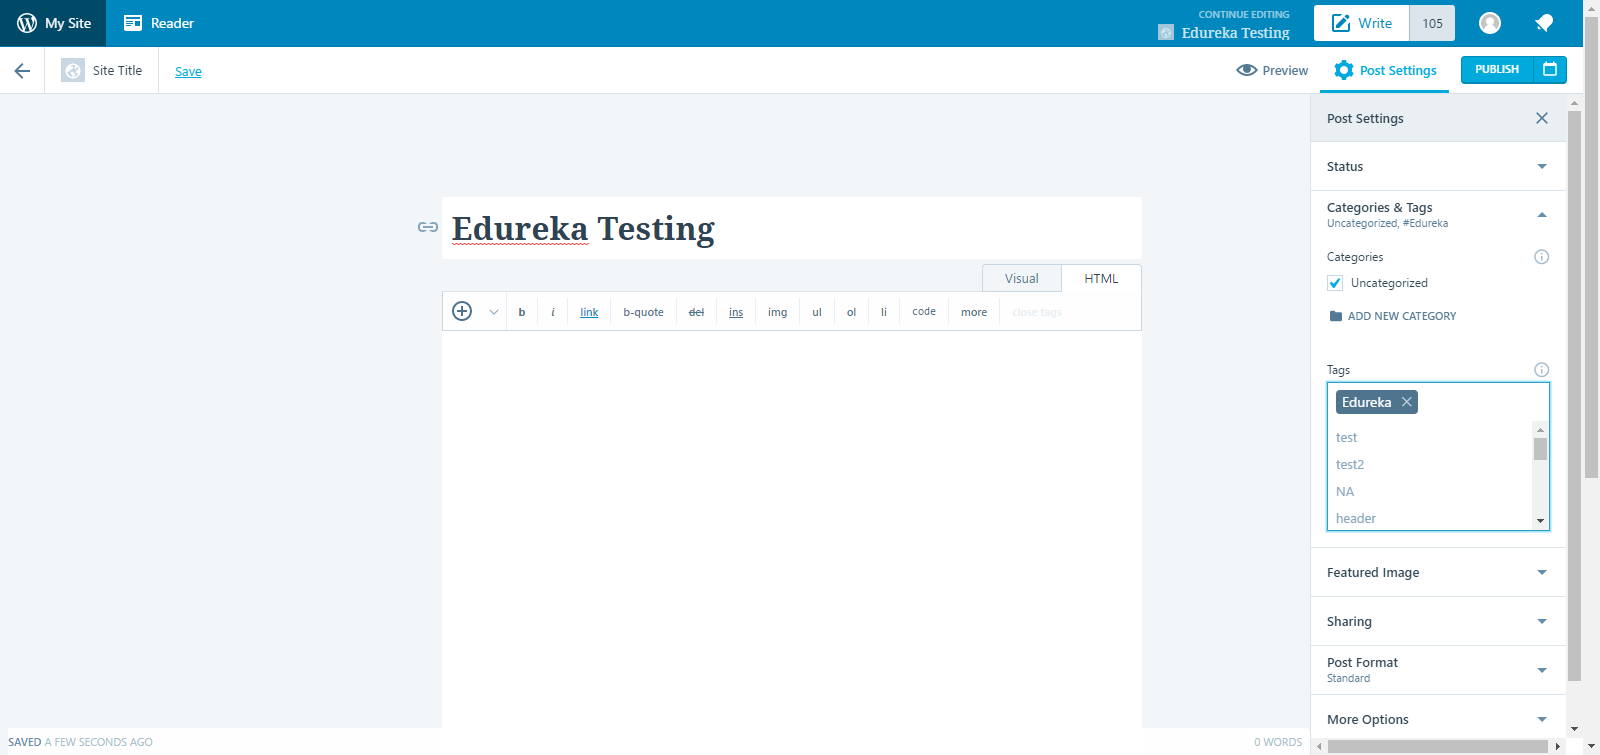 My Site
Reader
CONTINUE EDITING
Edureka Testing
Write
105
Site Title
Save
Preview
Post Settings
PUBLISH
Edureka Testing
Visual
HTML
b
i
link
b-quote
del
ins
img
ul
ol
li
code
more
close tags
SAVED A FEW SECONDS AGO
0 WORDS
Post Settings
Status
Categories & Tags
Uncategorized, #Edureka
Categories
Uncategorized
ADD NEW CATEGORY
Tags
Edureka
test
test2
NA
header
Featured Image
Sharing
Post Format
Standard
More Options